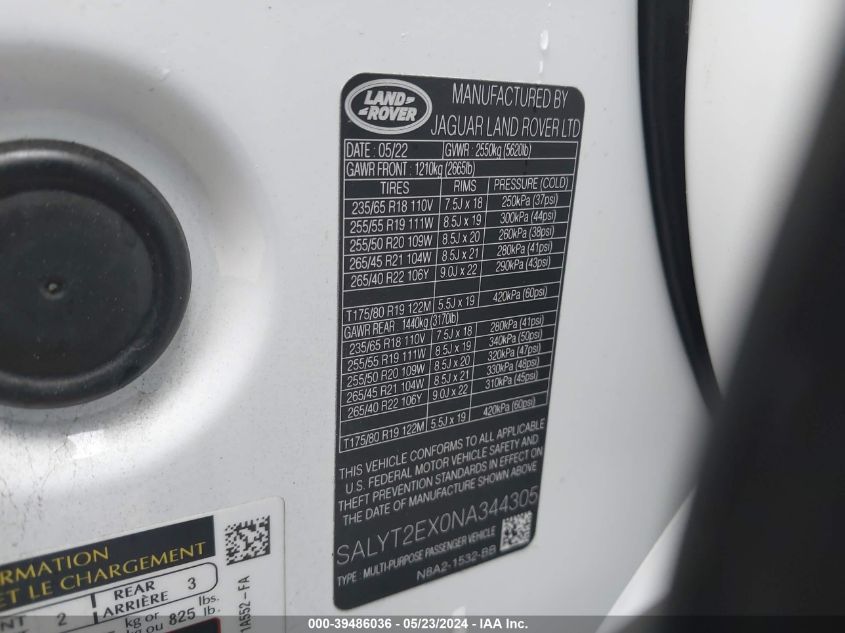 LAND-
-ROVER
MANUFACTURED BY
JAGUAR LAND ROVER LTD
DATE : 05/22 GVWR : 2550kg (5620lb)
GAWR FRONT : 1210kg (2665lb)
TIRES RIMS PRESSURE (COLD)
235/65 R18 110V 7.5J x 18 250kPa (37psi)
255/55 R19 111W 8.5J x 19 300kPa (44psi)
255/50 R20 109W 8.5J x 20 260kPa (38psi)
265/45 R21 104W 8.5J x 21 280kPa (41psi)
265/40 R22 106Y 9.0J x 22 290kPa (43psi)
T175/80 R19 122M 5.5J x 19 420kPa (60psi)
GAWR REAR : 1440kg (3170lb)
235/65 R18 110V 7.5J x 18 280kPa (41psi)
255/55 R19 111W 8.5J x 19 340kPa (50psi)
255/50 R20 109W 8.5J x 20 320kPa (47psi)
265/45 R21 104W 8.5J x 21 330kPa (48psi)
265/40 R22 106Y 9.0J x 22 310kPa (45psi)
T175/80 R19 122M 5.5J x 19 420kPa (60psi)
THIS VEHICLE CONFORMS TO ALL APPLICABLE
U.S. FEDERAL MOTOR VEHICLE SAFETY AND
THEFT PREVENTION STANDARDS IN EFFECT ON
THE DATE OF MANUFACTURE SHOWN ABOVE
SALYT2EX0NA344305
TYPE : MULTI-PURPOSE PASSENGER VEHICLE
N8A2-1532-BB
RMATION
ET LE CHARGEMENT
NT 2 REAR ARRIÈRE 3
kg or lbs.
kg ou 825 lb.
1A552-FA
000-39486036 - 05/23/2024 - IAA, Inc.